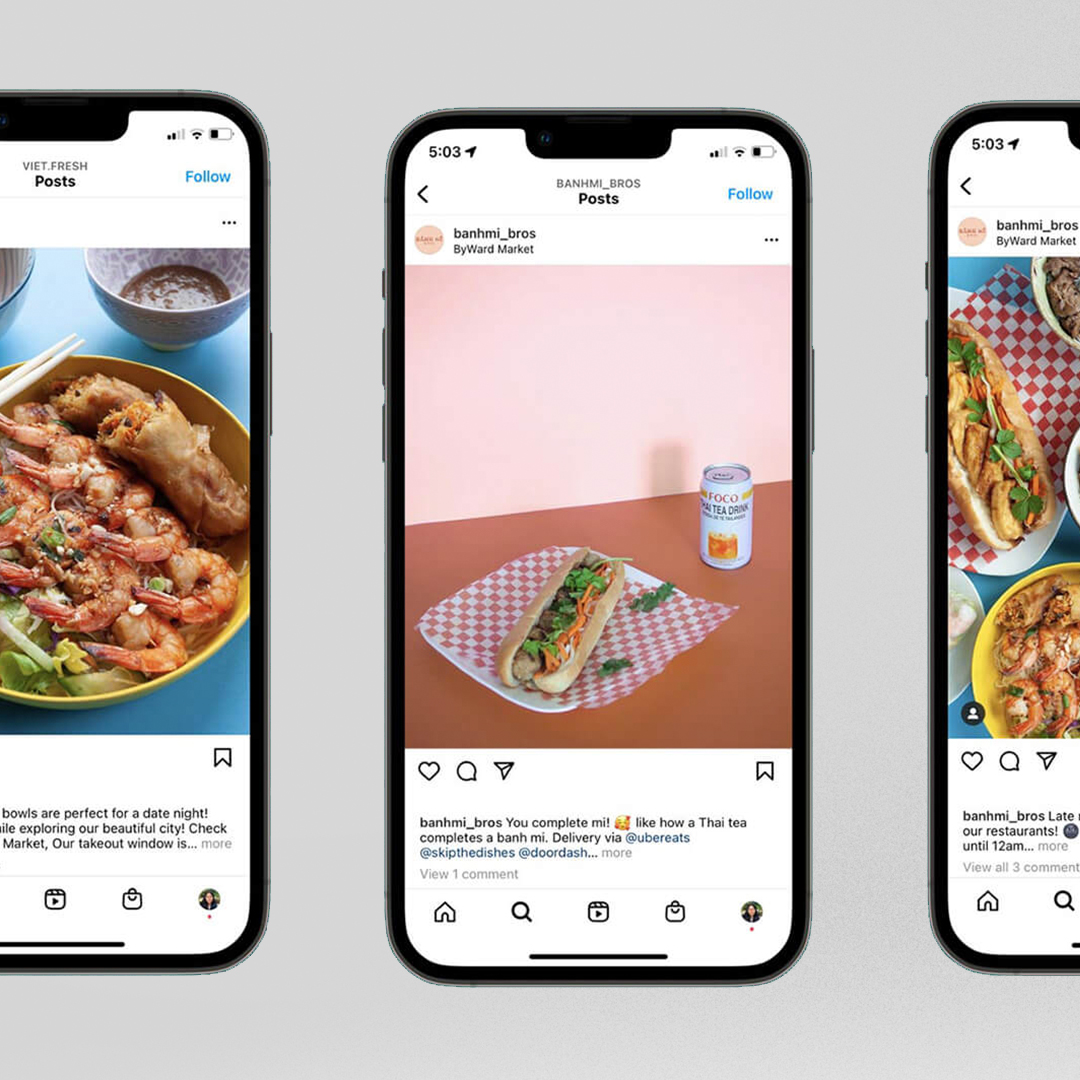 VIET.FRESH
Posts
Follow
bowls are perfect for a date night!
ile exploring our beautiful city! Check
Market, Our takeout window is... more
5:03
BANHMI_BROS
Posts
Follow
banhmi_bros
ByWard Market
FOCO
THAI TEA DRINK
banhmi_bros You complete mi! 🥰 like how a Thai tea
completes a banh mi. Delivery via @ubereats
@skipthedishes @doordash... more
View 1 comment
5:03
banhmi_bros
ByWard Market
banhmi_bros Late
our restaurants! 🌚
until 12am... more
View all 3 comment